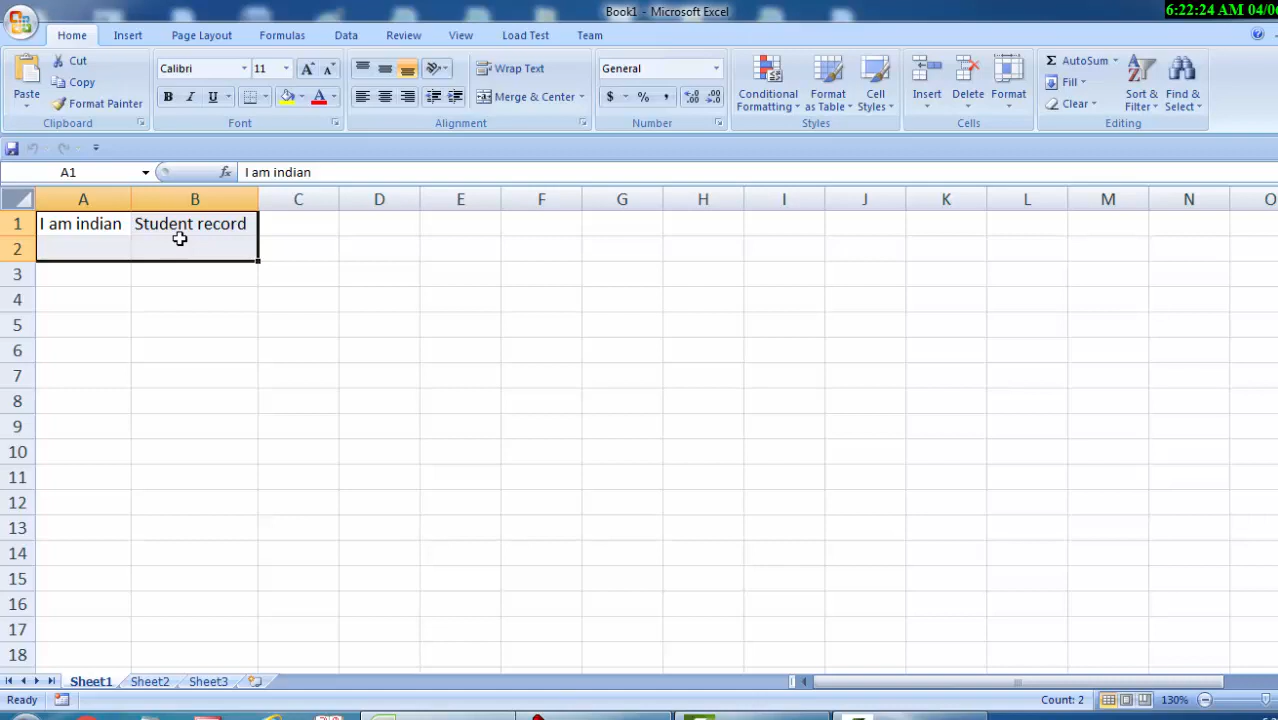 Book1 - Microsoft Excel
6:22:24 AM 04/0
Home Insert Page Layout Formulas Data Review View Load Test Team
Paste
Cut
Copy
Format Painter
Clipboard
Calibri 11
B I U
Font
Wrap Text
Merge & Center
Alignment
General
$ % ,
Number
Conditional Formatting
Format as Table
Cell Styles
Styles
Insert Delete Format
Cells
AutoSum
Fill
Clear
Sort & Filter
Find & Select
Editing
A1 fx I am indian
A B C D E F G H I J K L M N O
1 I am indian Student record
2
3
4
5
6
7
8
9
10
11
12
13
14
15
16
17
18
Sheet1 Sheet2 Sheet3
Ready Count: 2 130%